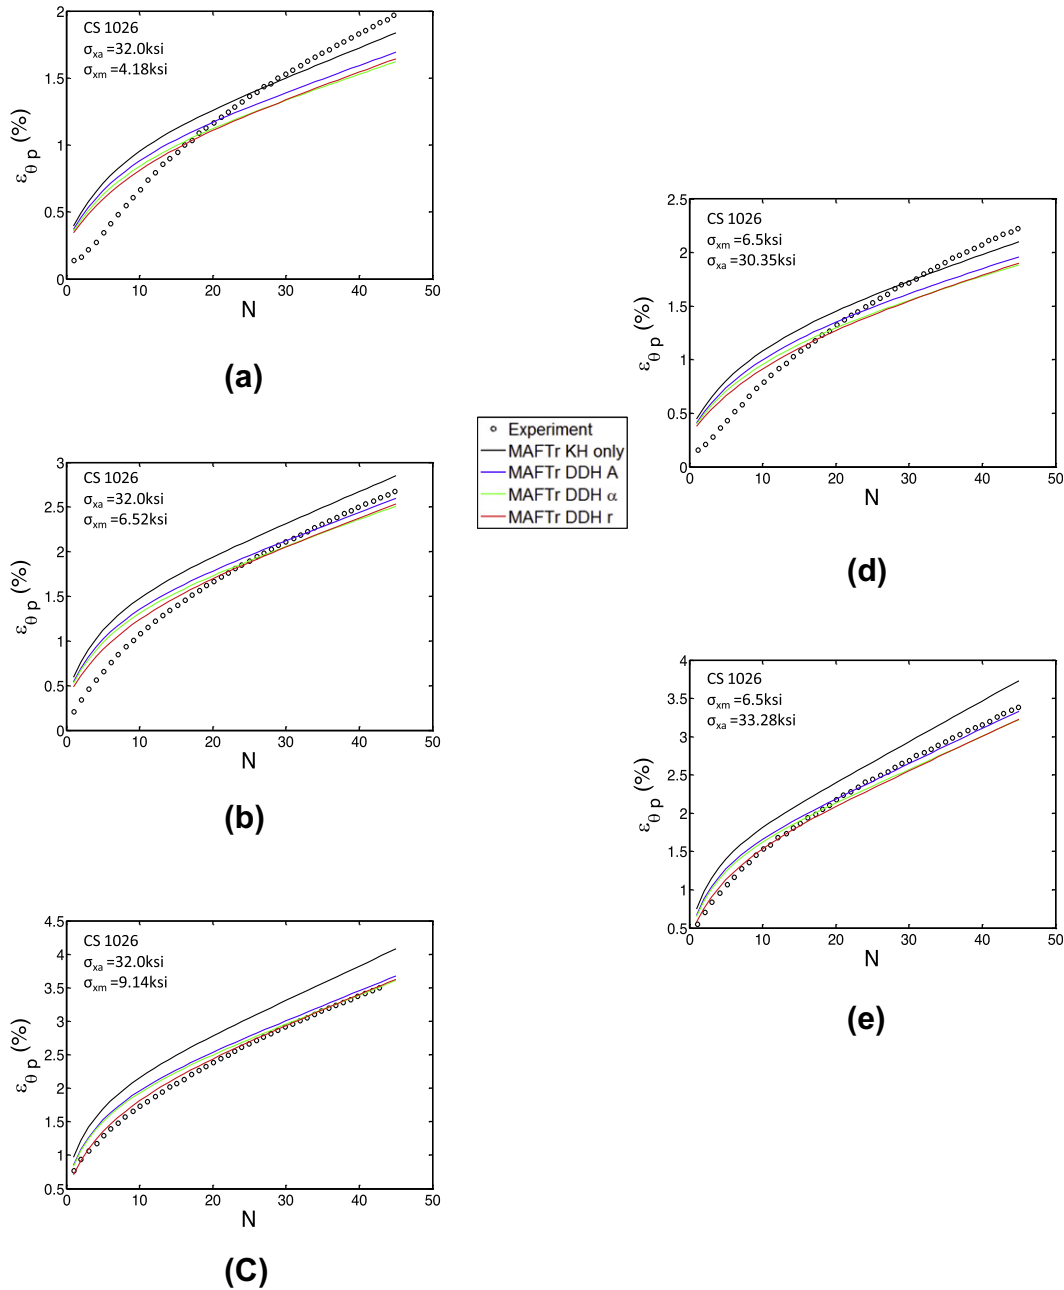 CS 1026
σxa =32.0ksi
σxm =4.18ksi
2
1.5
1
0.5
0
εθ p (%)
0 10 20 30 40 50
N
(a)
CS 1026
σxa =32.0ksi
σxm =6.52ksi
3
2.5
2
1.5
1
0.5
0
εθ p (%)
0 10 20 30 40 50
N
(b)
CS 1026
σxa =32.0ksi
σxm =9.14ksi
4.5
4
3.5
3
2.5
2
1.5
1
0.5
εθ p (%)
0 10 20 30 40 50
N
(C)
Experiment
MAFTr KH only
MAFTr DDH A
MAFTr DDH α
MAFTr DDH r
CS 1026
σxm =6.5ksi
σxa =30.35ksi
2.5
2
1.5
1
0.5
0
εθ p (%)
0 10 20 30 40 50
N
(d)
CS 1026
σxm =6.5ksi
σxa =33.28ksi
4
3.5
3
2.5
2
1.5
1
0.5
εθ p (%)
0 10 20 30 40 50
N
(e)